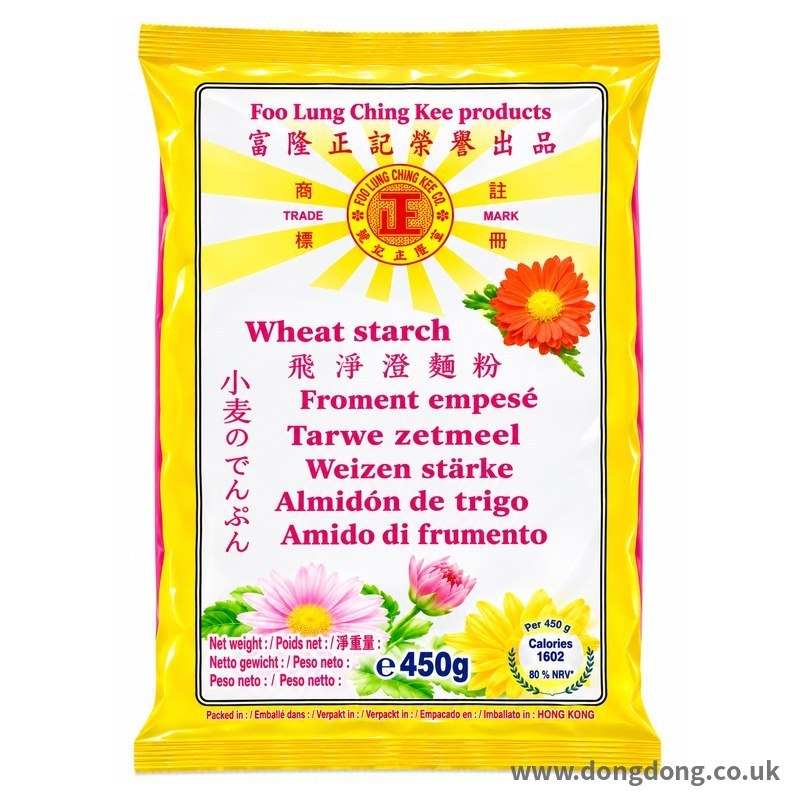 Foo Lung Ching Kee products
富隆正記榮譽出品
FOO LUNG CHING KEE CO.
正
商標
TRADE
註冊
MARK
Wheat starch
飛淨澄麵粉
Froment empesé
Tarwe zetmeel
Weizen stärke
Almidón de trigo
Amido di frumento
小麦のでんぷん
Net weight : / Poids net : / 淨重量 :
Netto gewicht : / Peso neto :
Peso neto : / Peso netto :
e 450g
Per 450 g
Calories
1602
80 % NRV*
Packed in : / Emballé dans : / Verpakt in : / Verpackt in : / Empacado en : / Imballato in : HONG KONG
www.dongdong.co.uk